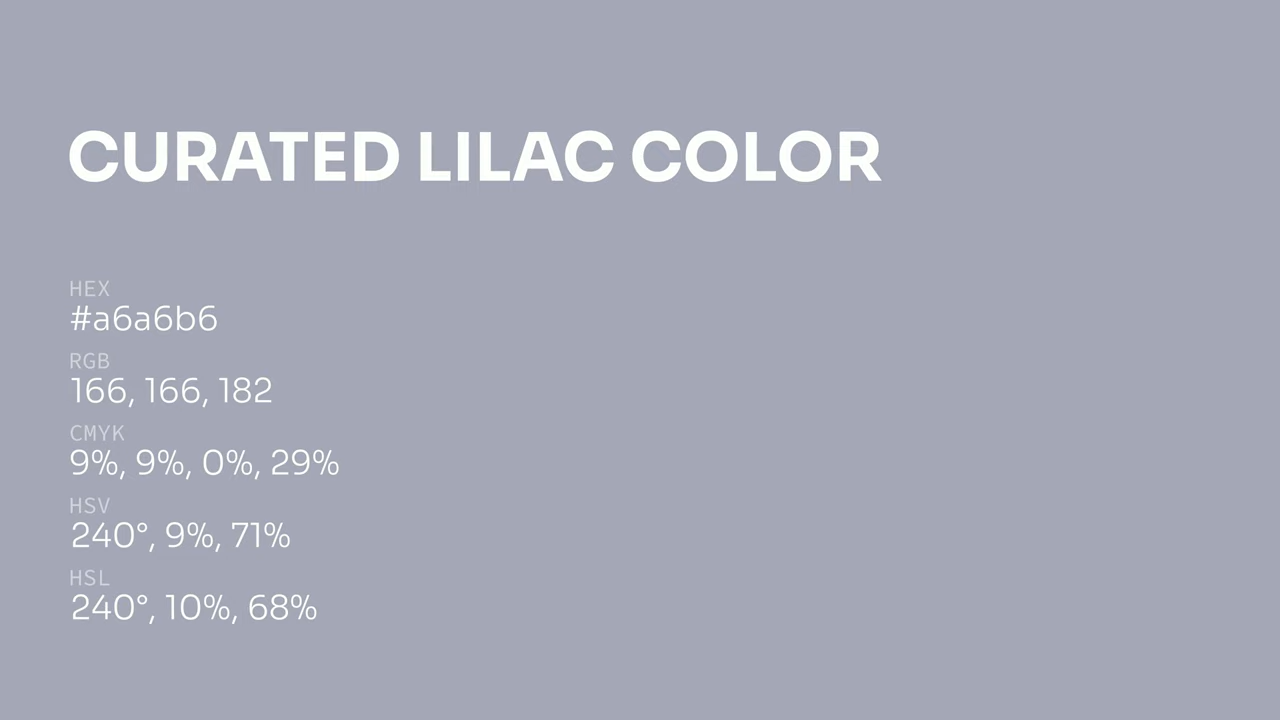 CURATED LILAC COLOR
HEX
#a6a6b6
RGB
166, 166, 182
CMYK
9%, 9%, 0%, 29%
HSV
240°, 9%, 71%
HSL
240°, 10%, 68%